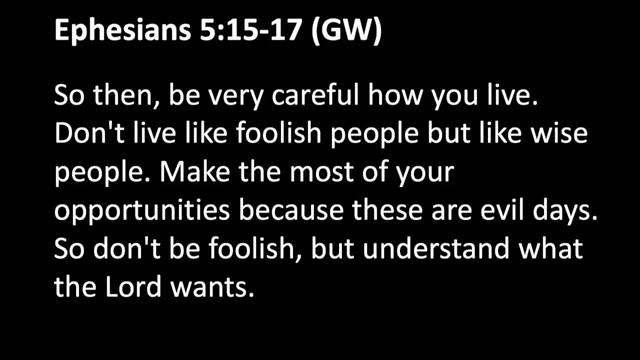 Ephesians 5:15-17 (GW)
So then, be very careful how you live.
Don't live like foolish people but like wise
people. Make the most of your
opportunities because these are evil days.
So don't be foolish, but understand what
the Lord wants.